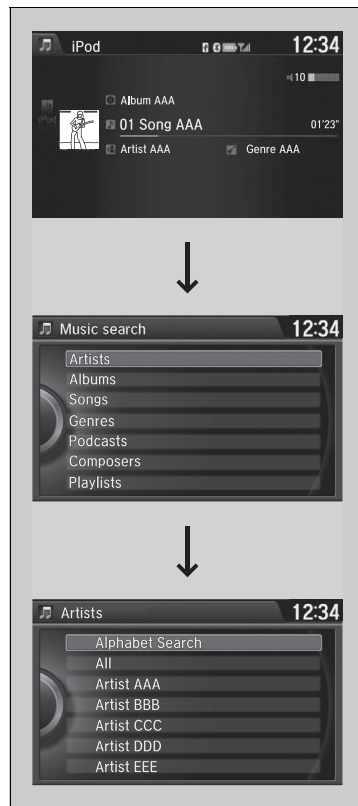 iPod 12:34
10
iPod
Album AAA
01 Song AAA 01'23"
Artist AAA Genre AAA
Music search 12:34
Artists
Albums
Songs
Genres
Podcasts
Composers
Playlists
Artists 12:34
Alphabet Search
All
Artist AAA
Artist BBB
Artist CCC
Artist DDD
Artist EEE